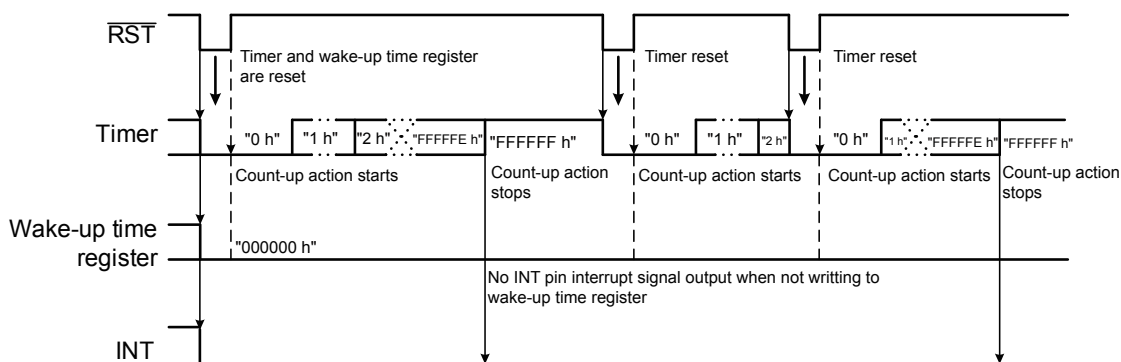 RST
Timer and wake-up time register
are reset
Timer reset
Timer reset
Timer
"0 h"
"1 h"
"2 h"
"FFFFFE h"
"FFFFFF h"
"0 h"
"1 h"
"2 h"
"0 h"
"1 h"
"FFFFFE h"
"FFFFFF h"
Count-up action starts
Count-up action
stops
Count-up action starts
Count-up action starts
Count-up action
stops
Wake-up time
register
"000000 h"
No INT pin interrupt signal output when not writting to
wake-up time register
INT